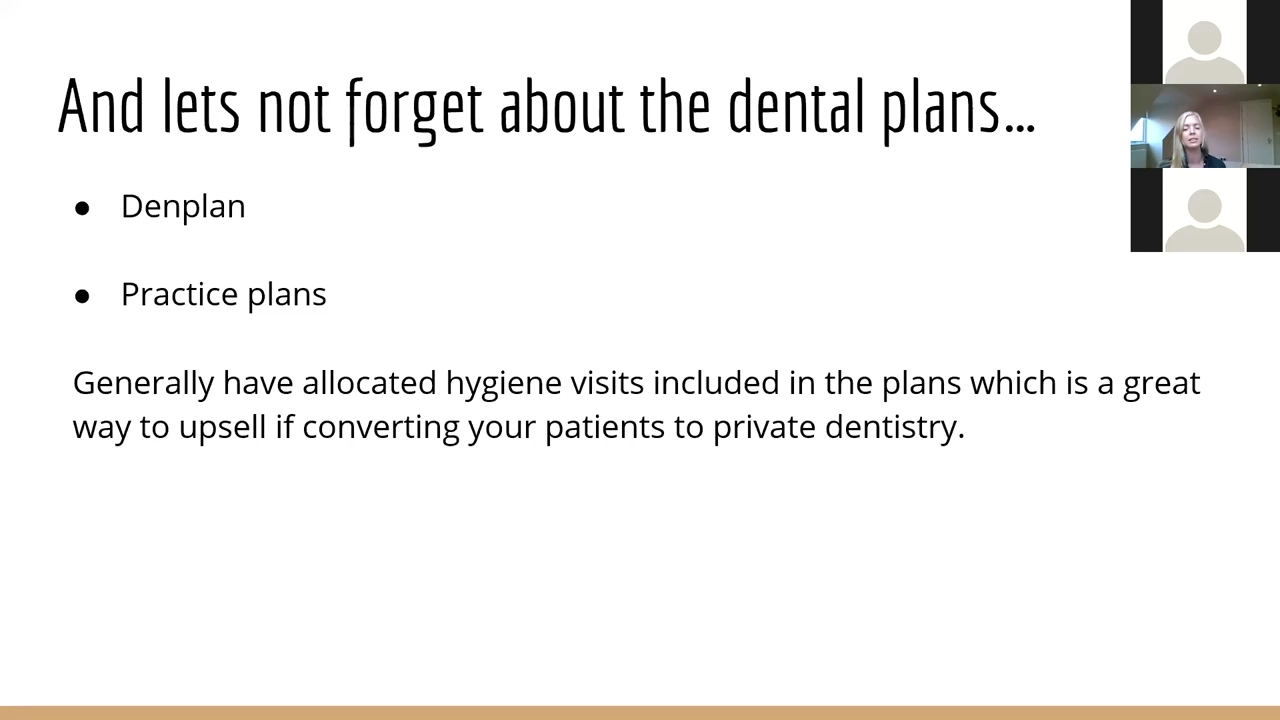 And lets not forget about the dental plans...
● Denplan
● Practice plans
Generally have allocated hygiene visits included in the plans which is a great
way to upsell if converting your patients to private dentistry.